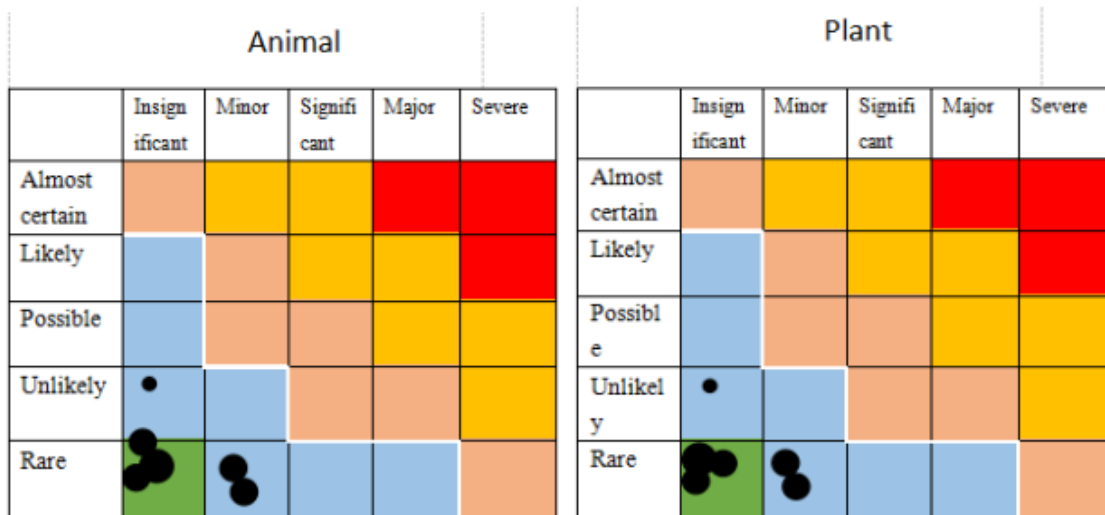 Animal
Insign
ificant
Minor
Signifi
cant
Major
Severe
Almost
certain
Likely
Possible
Unlikely
Rare
Plant
Insign
ificant
Minor
Signifi
cant
Major
Severe
Almost
certain
Likely
Possibl
e
Unlikel
y
Rare